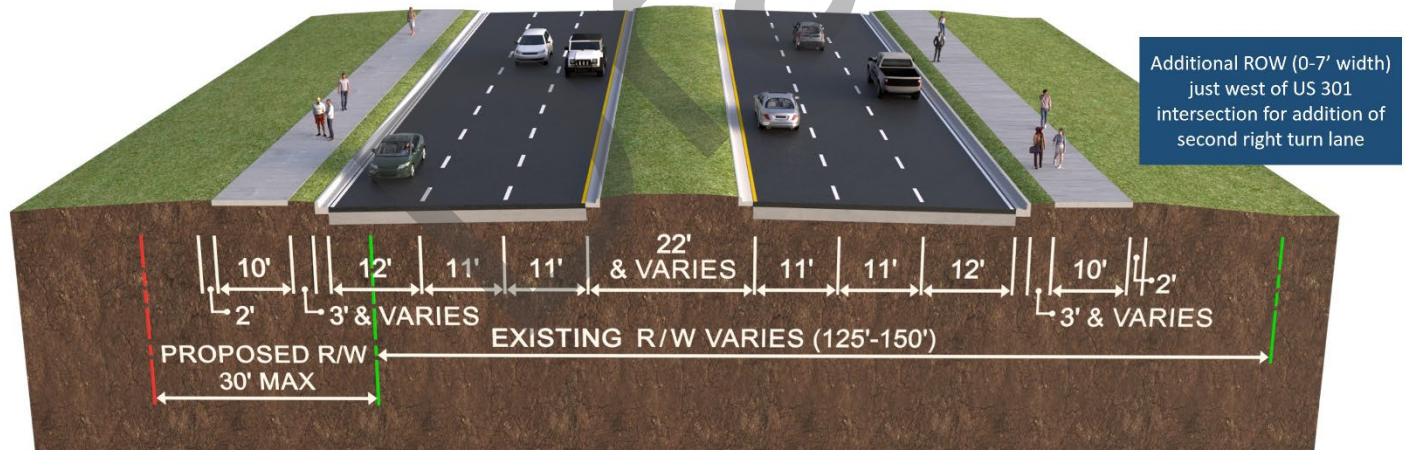 Additional ROW (0-7' width)
just west of US 301
intersection for addition of
second right turn lane
10'
12'
11'
11'
22'
& VARIES
11'
11'
12'
10'
2'
2'
3' & VARIES
3' & VARIES
EXISTING R/W VARIES (125'-150')
PROPOSED R/W
30' MAX